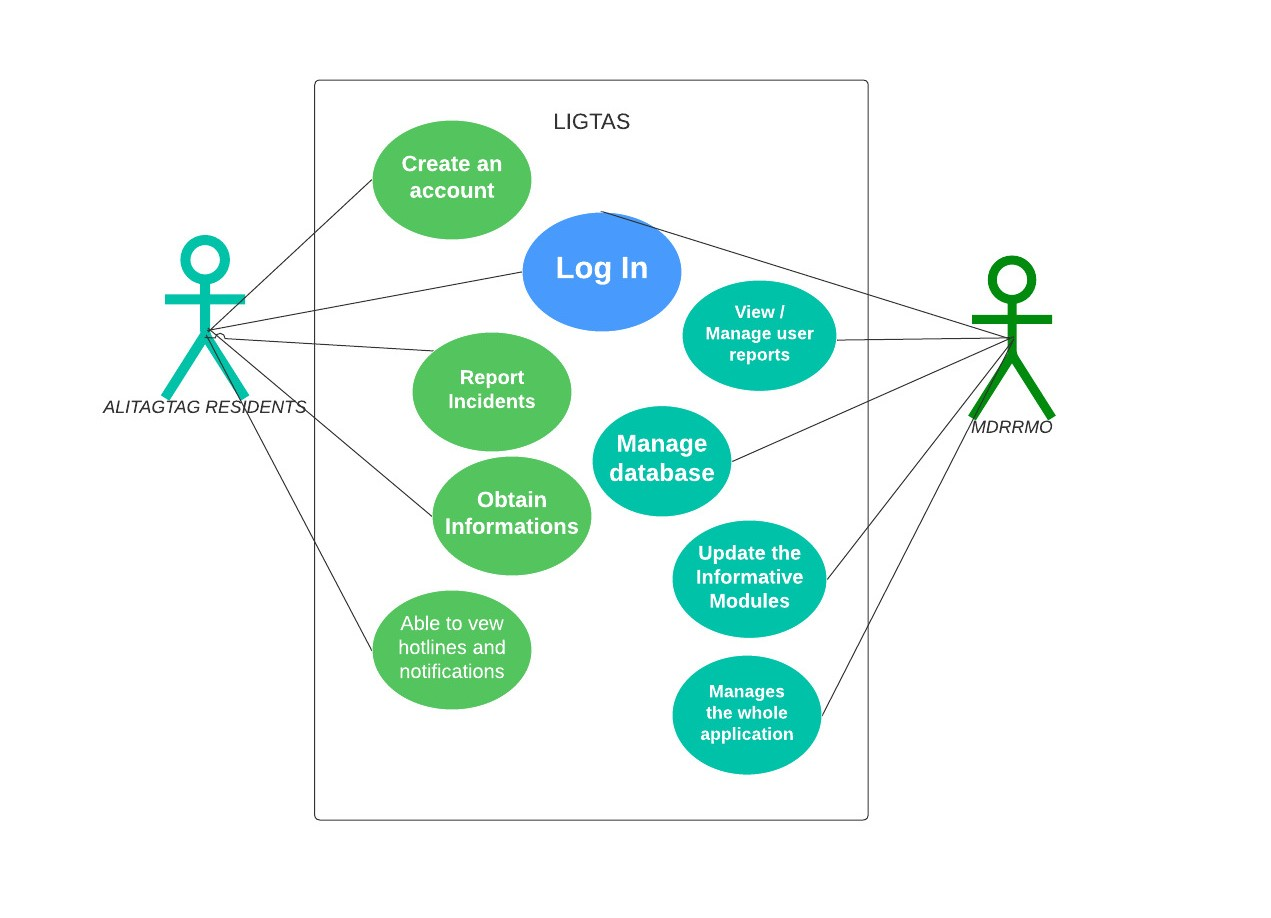 LIGTAS
Create an
account
Log In
View /
Manage user
reports
Report
Incidents
ALITAGTAG RESIDENTS
MDRRMO
Manage
database
Obtain
Informations
Update the
Informative
Modules
Able to vew
hotlines and
notifications
Manages
the whole
application